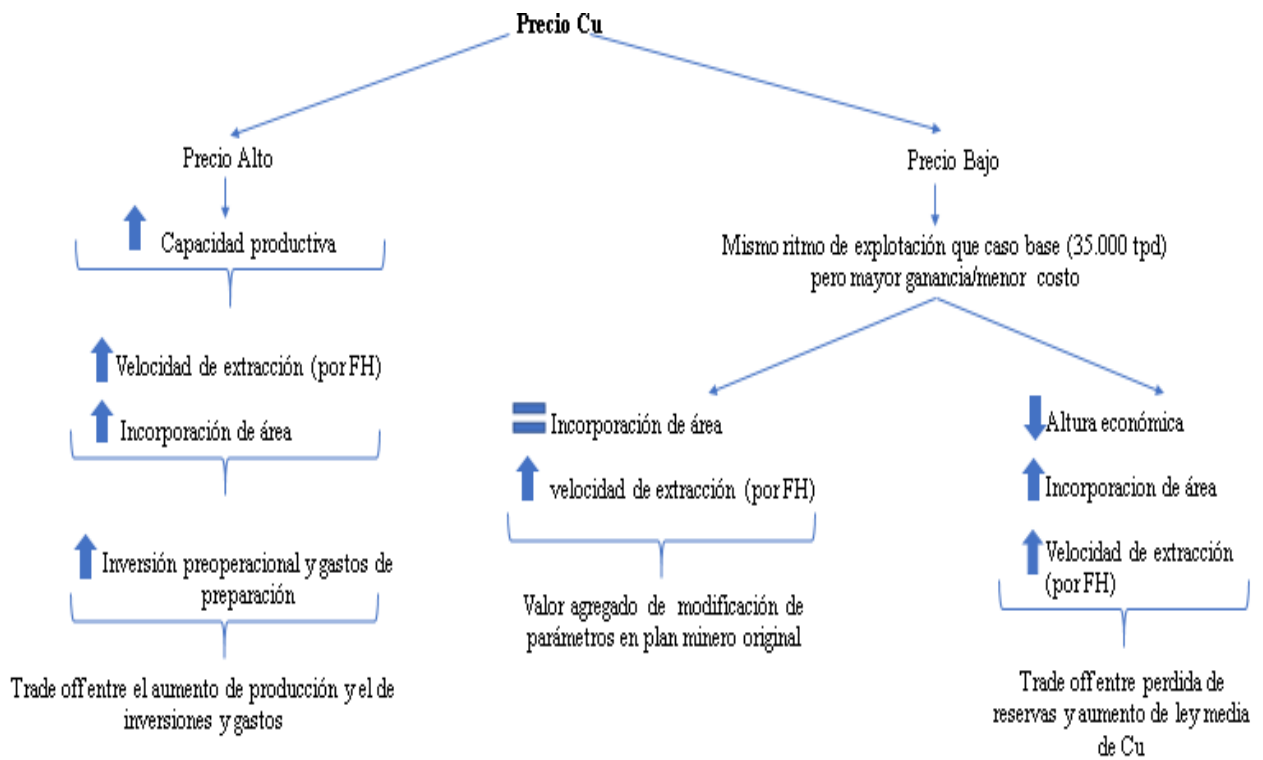 Precio Cu
Precio Alto
Capacidad productiva
Velocidad de extracción (por FH)
Incorporación de área
Inversión preoperacional y gastos de
preparación
Trade off entre el aumento de producción y el de
inversiones y gastos
Precio Bajo
Mismo ritmo de explotación que caso base (35.000 tpd)
pero mayor ganancia/menor costo
Incorporación de área
velocidad de extracción (por FH)
Valor agregado de modificación de
parámetros en plan minero original
Altura económica
Incorporacion de área
Velocidad de extracción
(por FH)
Trade off entre perdida de
reservas y aumento de ley media
de Cu